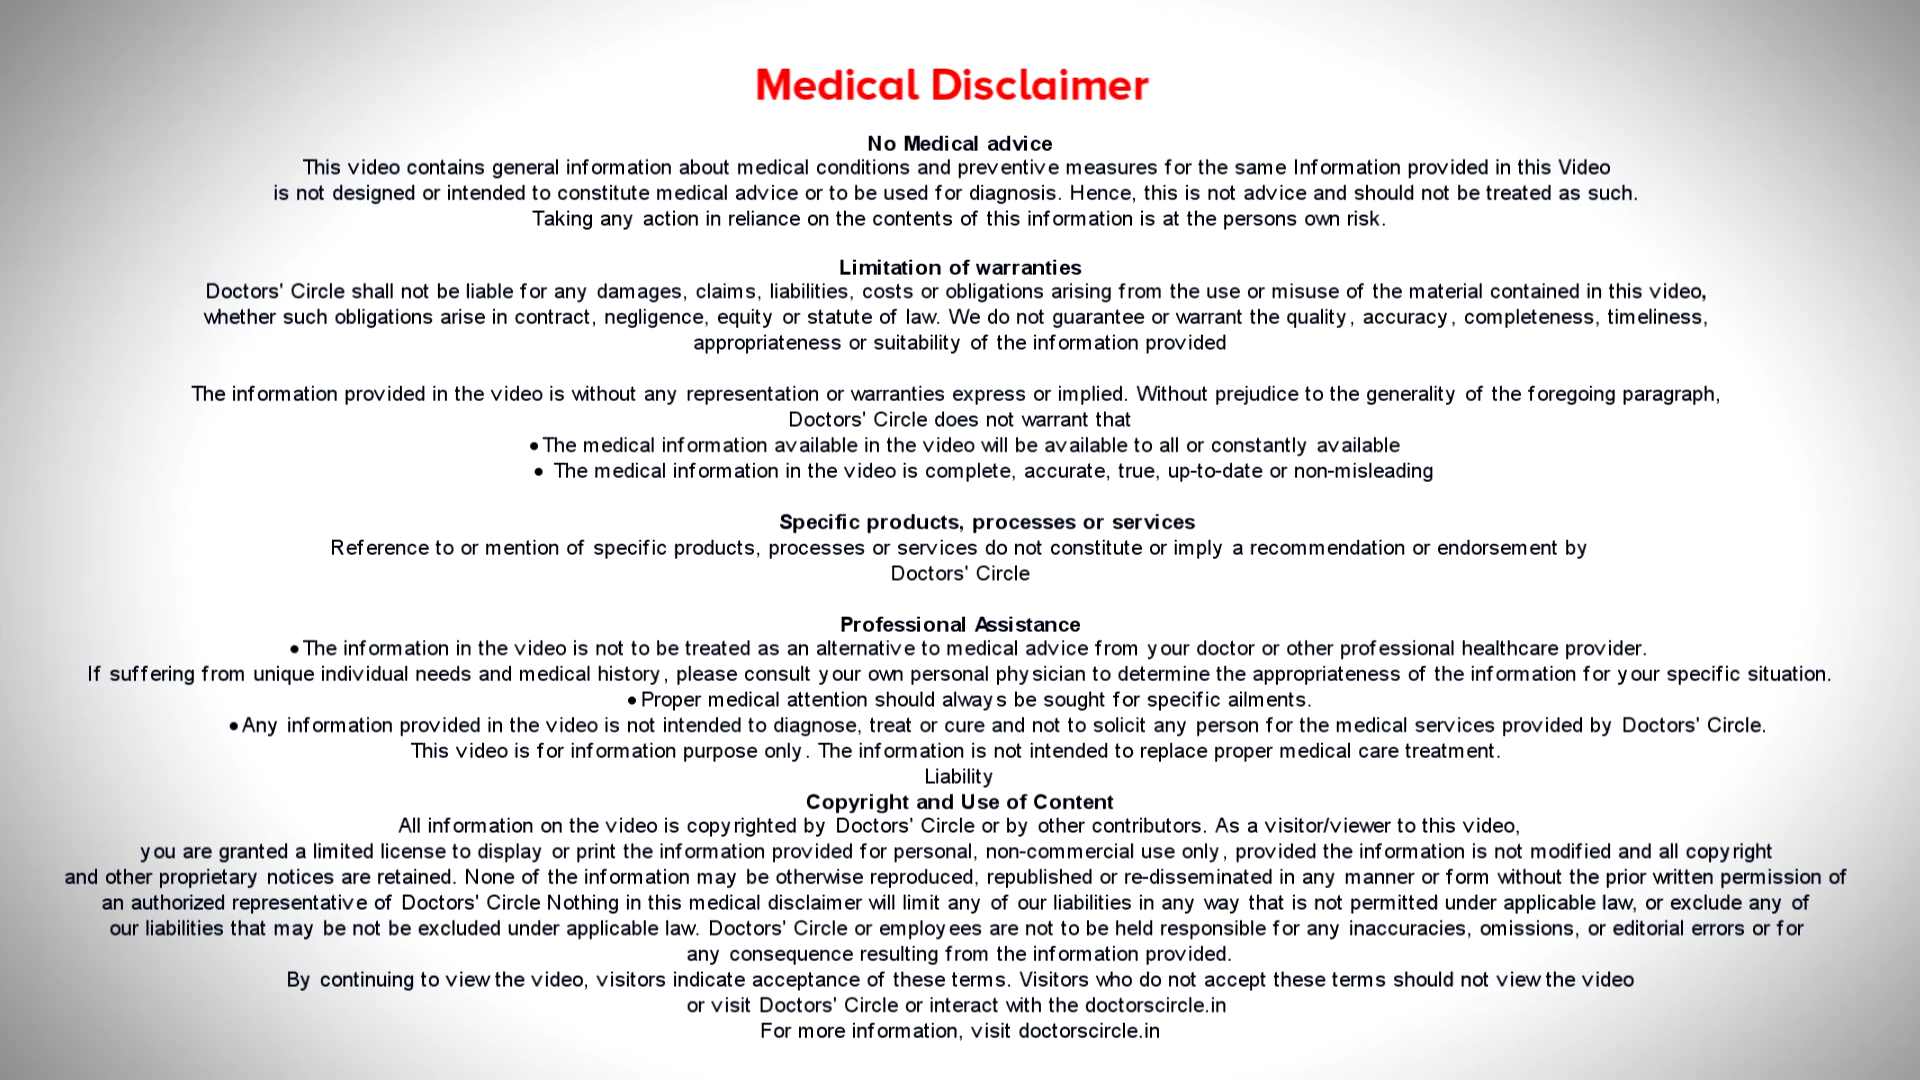 Medical Disclaimer
No Medical advice
This video contains general information about medical conditions and preventive measures for the same Information provided in this Video
is not designed or intended to constitute medical advice or to be used for diagnosis. Hence, this is not advice and should not be treated as such.
Taking any action in reliance on the contents of this information is at the persons own risk.
Limitation of warranties
Doctors' Circle shall not be liable for any damages, claims, liabilities, costs or obligations arising from the use or misuse of the material contained in this video,
whether such obligations arise in contract, negligence, equity or statute of law. We do not guarantee or warrant the quality, accuracy, completeness, timeliness,
appropriateness or suitability of the information provided
The information provided in the video is without any representation or warranties express or implied. Without prejudice to the generality of the foregoing paragraph,
Doctors' Circle does not warrant that
• The medical information available in the video will be available to all or constantly available
• The medical information in the video is complete, accurate, true, up-to-date or non-misleading
Specific products, processes or services
Reference to or mention of specific products, processes or services do not constitute or imply a recommendation or endorsement by
Doctors' Circle
Professional Assistance
• The information in the video is not to be treated as an alternative to medical advice from your doctor or other professional healthcare provider.
If suffering from unique individual needs and medical history, please consult your own personal physician to determine the appropriateness of the information for your specific situation.
• Proper medical attention should always be sought for specific ailments.
• Any information provided in the video is not intended to diagnose, treat or cure and not to solicit any person for the medical services provided by Doctors' Circle.
This video is for information purpose only. The information is not intended to replace proper medical care treatment.
Liability
Copyright and Use of Content
All information on the video is copyrighted by Doctors' Circle or by other contributors. As a visitor/viewer to this video,
you are granted a limited license to display or print the information provided for personal, non-commercial use only, provided the information is not modified and all copyright
and other proprietary notices are retained. None of the information may be otherwise reproduced, republished or re-disseminated in any manner or form without the prior written permission of
an authorized representative of Doctors' Circle Nothing in this medical disclaimer will limit any of our liabilities in any way that is not permitted under applicable law, or exclude any of
our liabilities that may be not be excluded under applicable law. Doctors' Circle or employees are not to be held responsible for any inaccuracies, omissions, or editorial errors or for
any consequence resulting from the information provided.
By continuing to view the video, visitors indicate acceptance of these terms. Visitors who do not accept these terms should not view the video
or visit Doctors' Circle or interact with the doctorscircle.in
For more information, visit doctorscircle.in